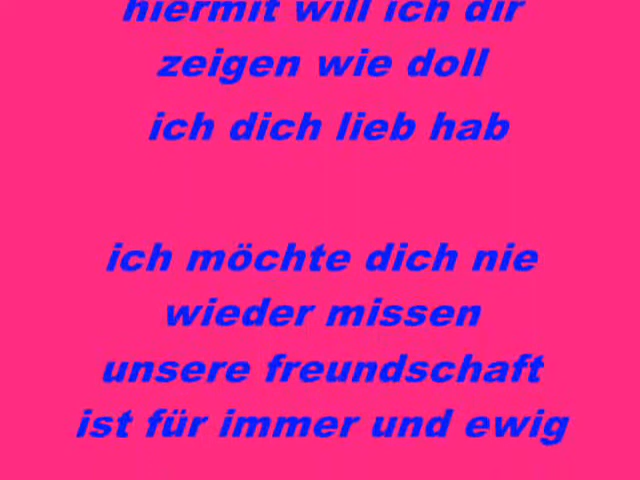 hiermit will ich dir
zeigen wie doll
ich dich lieb hab
ich möchte dich nie
wieder missen
unsere freundschaft
ist für immer und ewig